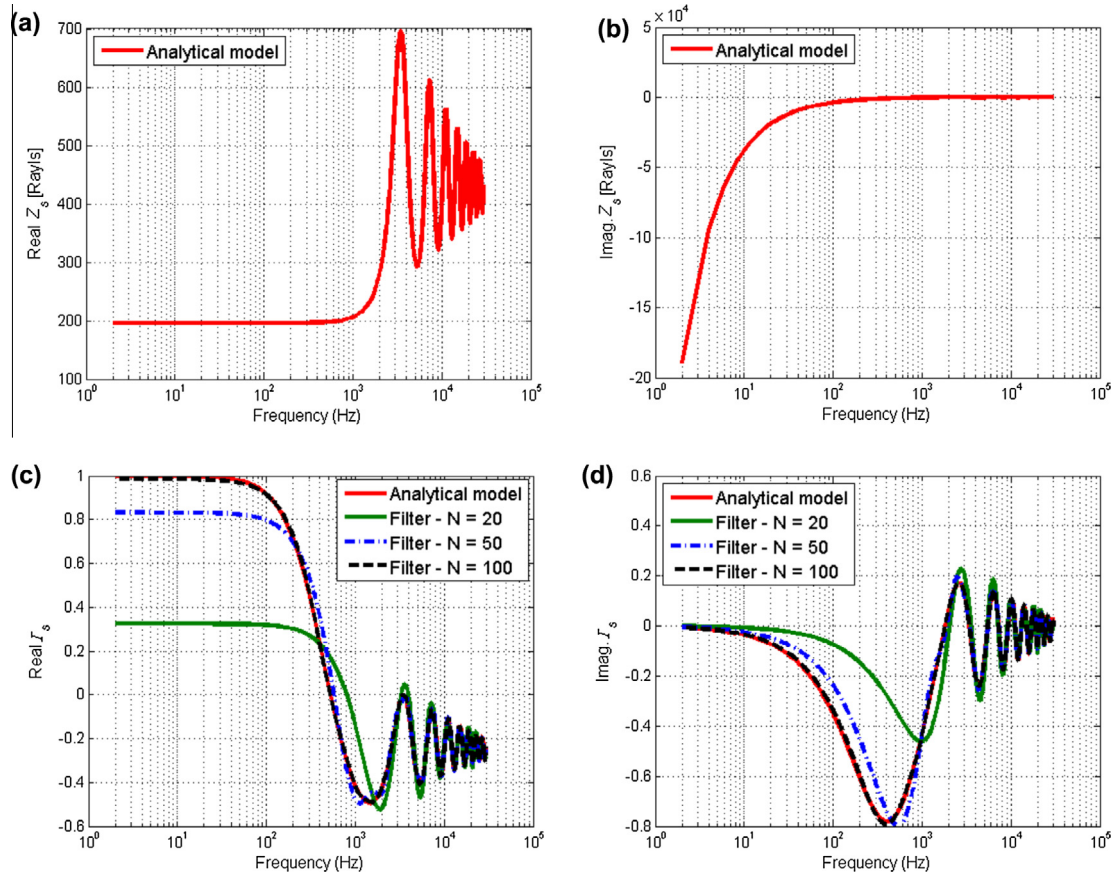 (a)
700
600
500
400
300
200
100
Real Z_s [Rayls]
Analytical model
10^0 10^1 10^2 10^3 10^4 10^5
Frequency (Hz)
(b)
× 10^4
5
0
-5
-10
-15
-20
Imag. Z_s [Rayls]
Analytical model
10^0 10^1 10^2 10^3 10^4 10^5
Frequency (Hz)
(c)
1
0.8
0.6
0.4
0.2
0
-0.2
-0.4
-0.6
Real Γ_s
Analytical model
Filter - N = 20
Filter - N = 50
Filter - N = 100
10^0 10^1 10^2 10^3 10^4 10^5
Frequency (Hz)
(d)
0.6
0.4
0.2
0
-0.2
-0.4
-0.6
-0.8
Imag. Γ_s
Analytical model
Filter - N = 20
Filter - N = 50
Filter - N = 100
10^0 10^1 10^2 10^3 10^4 10^5
Frequency (Hz)